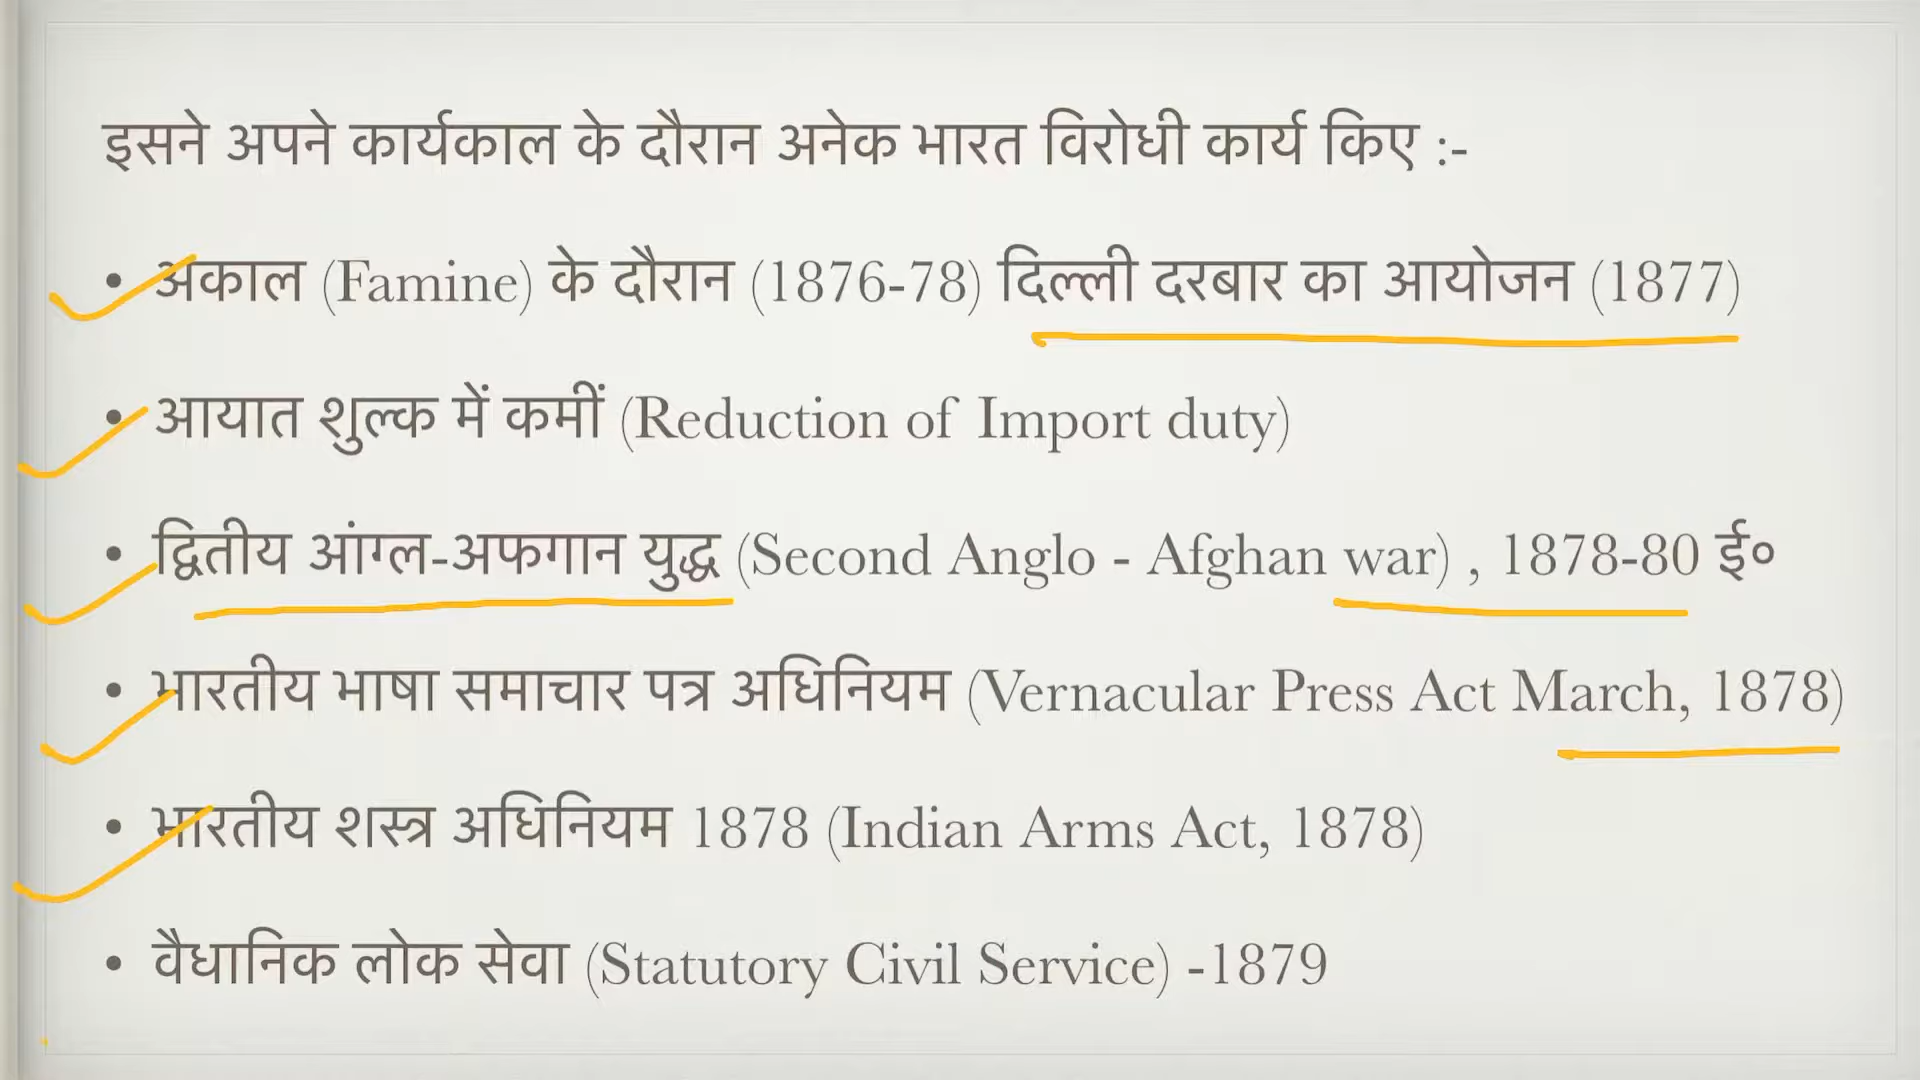 इसने अपने कार्यकाल के दौरान अनेक भारत विरोधी कार्य किए :-
• अकाल (Famine) के दौरान (1876-78) दिल्ली दरबार का आयोजन (1877)
• आयात शुल्क में कमीं (Reduction of Import duty)
• द्वितीय आंग्ल-अफगान युद्ध (Second Anglo - Afghan war) , 1878-80 ई०
• भारतीय भाषा समाचार पत्र अधिनियम (Vernacular Press Act March, 1878)
• भारतीय शस्त्र अधिनियम 1878 (Indian Arms Act, 1878)
• वैधानिक लोक सेवा (Statutory Civil Service) -1879